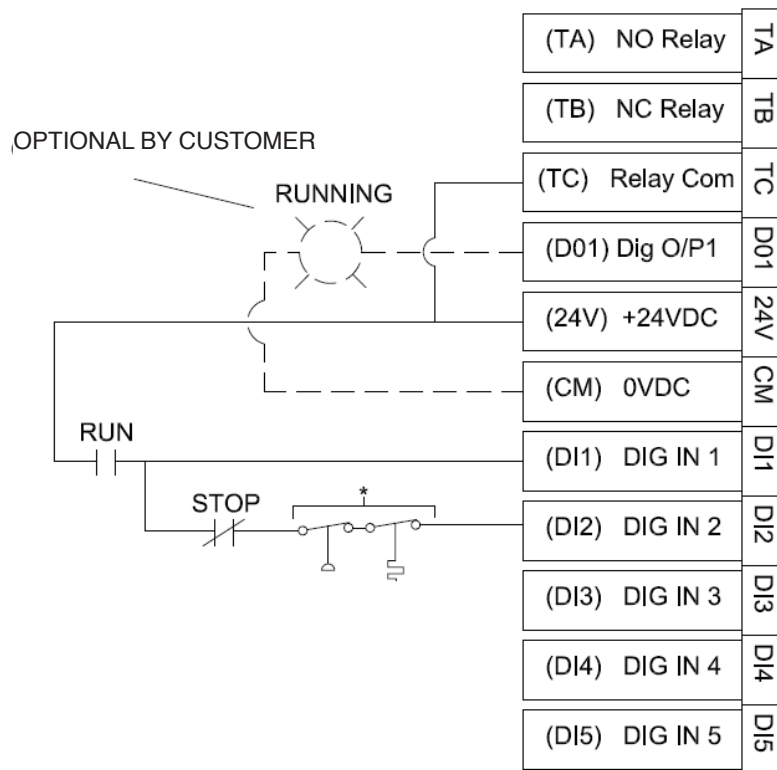 (TA) NO Relay TA
(TB) NC Relay TB
OPTIONAL BY CUSTOMER
(TC) Relay Com TC
RUNNING
(D01) Dig O/P1 D01
(24V) +24VDC 24V
(CM) 0VDC CM
RUN
(DI1) DIG IN 1 DI1
STOP
*
(DI2) DIG IN 2 DI2
(DI3) DIG IN 3 DI3
(DI4) DIG IN 4 DI4
(DI5) DIG IN 5 DI5